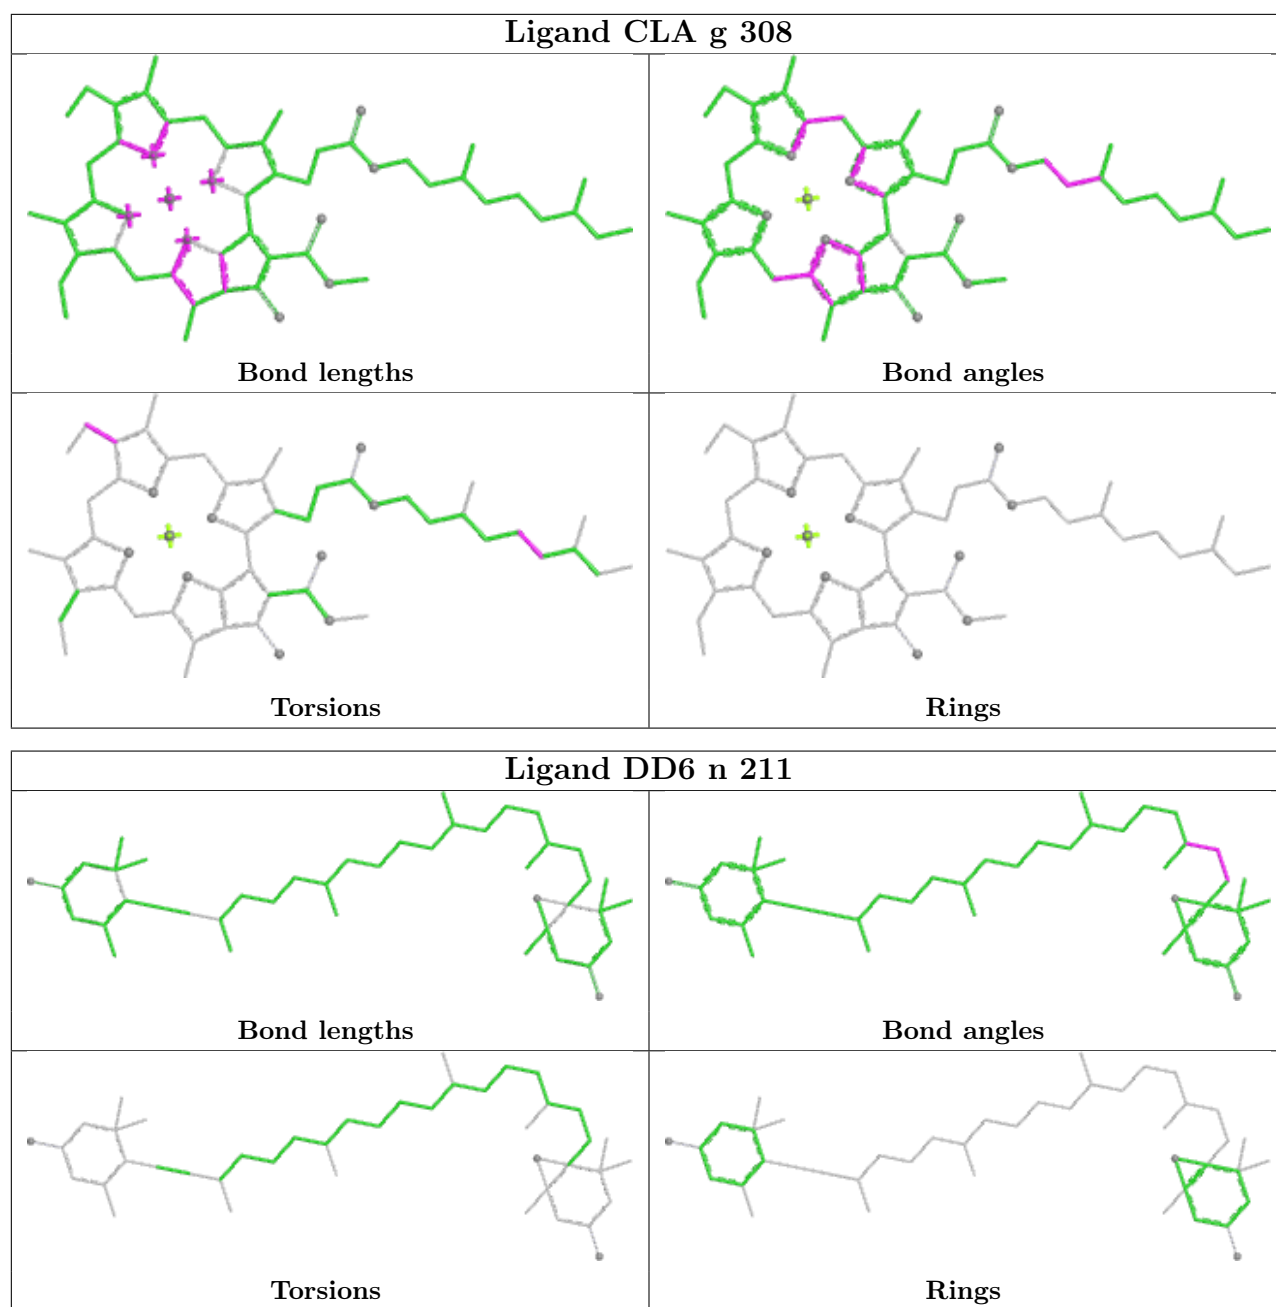 Ligand CLA g 308
Bond lengths
Bond angles
Torsions
Rings
Ligand DD6 n 211
Bond lengths
Bond angles
Torsions
Rings